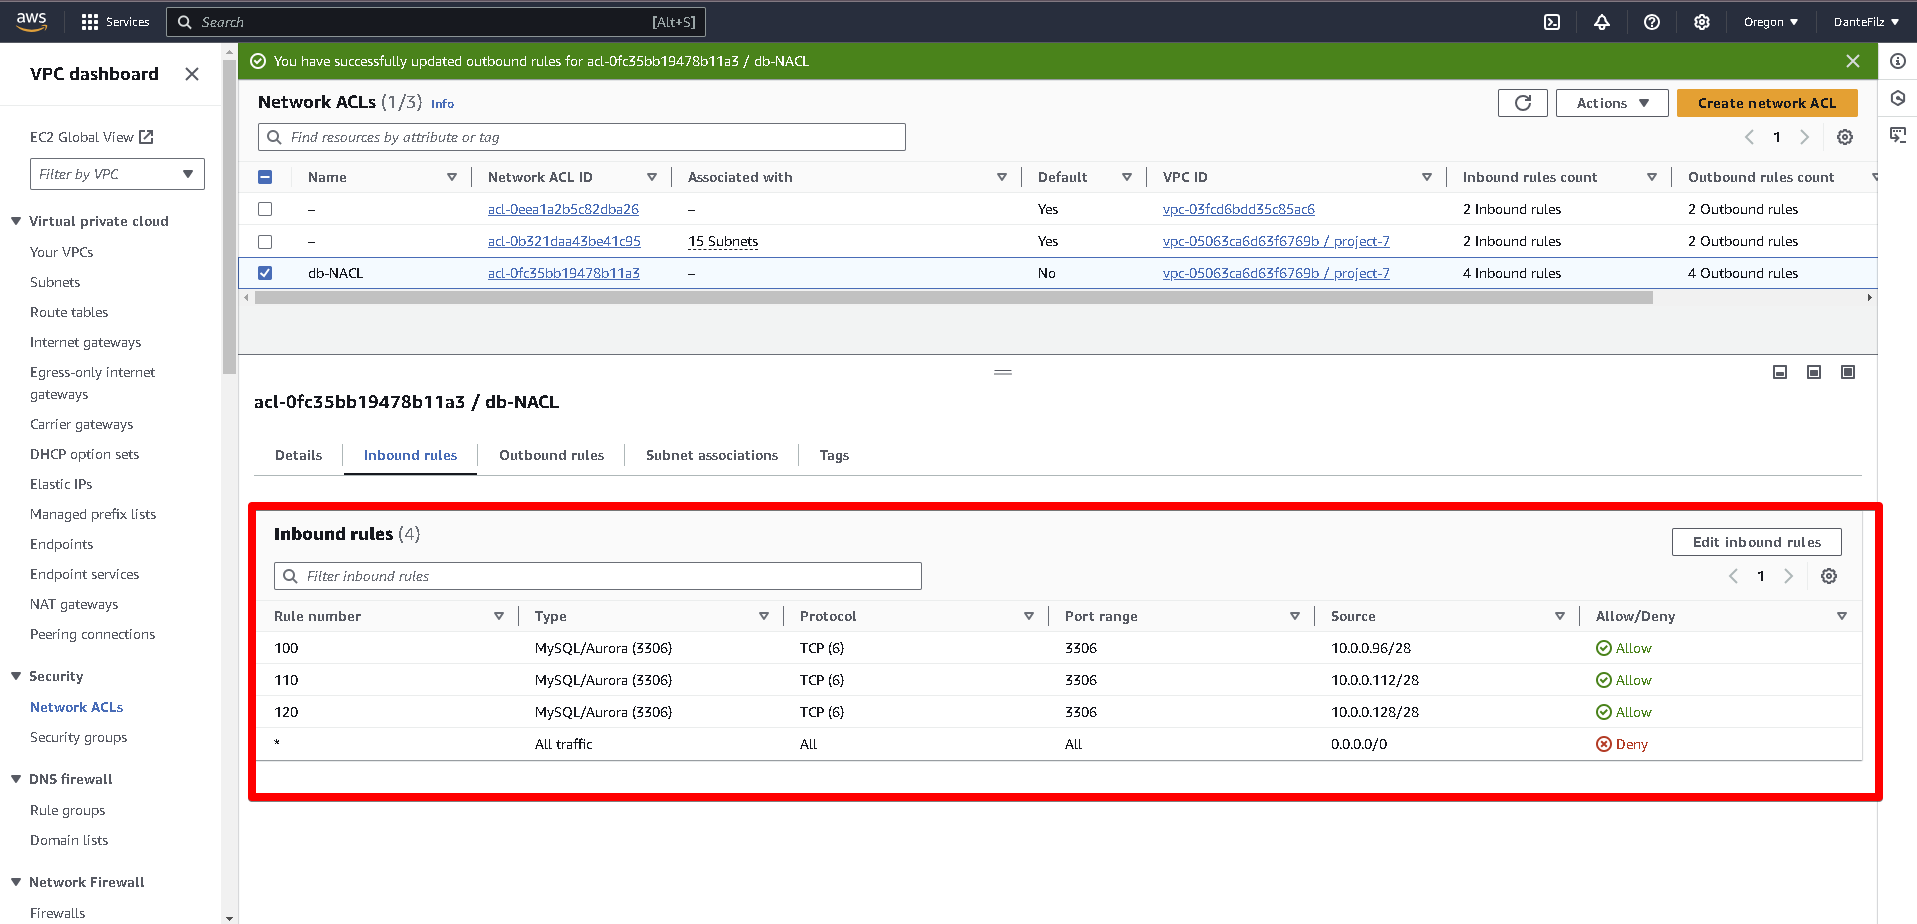 aws Services Search [Alt+S] Oregon DanteFilz
VPC dashboard
EC2 Global View
Filter by VPC
Virtual private cloud
Your VPCs
Subnets
Route tables
Internet gateways
Egress-only internet
gateways
Carrier gateways
DHCP option sets
Elastic IPs
Managed prefix lists
Endpoints
Endpoint services
NAT gateways
Peering connections
Security
Network ACLs
Security groups
DNS firewall
Rule groups
Domain lists
Network Firewall
Firewalls
You have successfully updated outbound rules for acl-0fc35bb19478b11a3 / db-NACL
Network ACLs (1/3) Info
Actions
Create network ACL
Find resources by attribute or tag
1
Name Network ACL ID Associated with Default VPC ID Inbound rules count Outbound rules count
– acl-0eea1a2b5c82dba26 – Yes vpc-03fcd6bdd35c85ac6 2 Inbound rules 2 Outbound rules
– acl-0b321daa43be41c95 15 Subnets Yes vpc-05063ca6d63f6769b / project-7 2 Inbound rules 2 Outbound rules
db-NACL acl-0fc35bb19478b11a3 – No vpc-05063ca6d63f6769b / project-7 4 Inbound rules 4 Outbound rules
acl-0fc35bb19478b11a3 / db-NACL
Details Inbound rules Outbound rules Subnet associations Tags
Inbound rules (4)
Edit inbound rules
Filter inbound rules
1
Rule number Type Protocol Port range Source Allow/Deny
100 MySQL/Aurora (3306) TCP (6) 3306 10.0.0.96/28 Allow
110 MySQL/Aurora (3306) TCP (6) 3306 10.0.0.112/28 Allow
120 MySQL/Aurora (3306) TCP (6) 3306 10.0.0.128/28 Allow
* All traffic All All 0.0.0.0/0 Deny